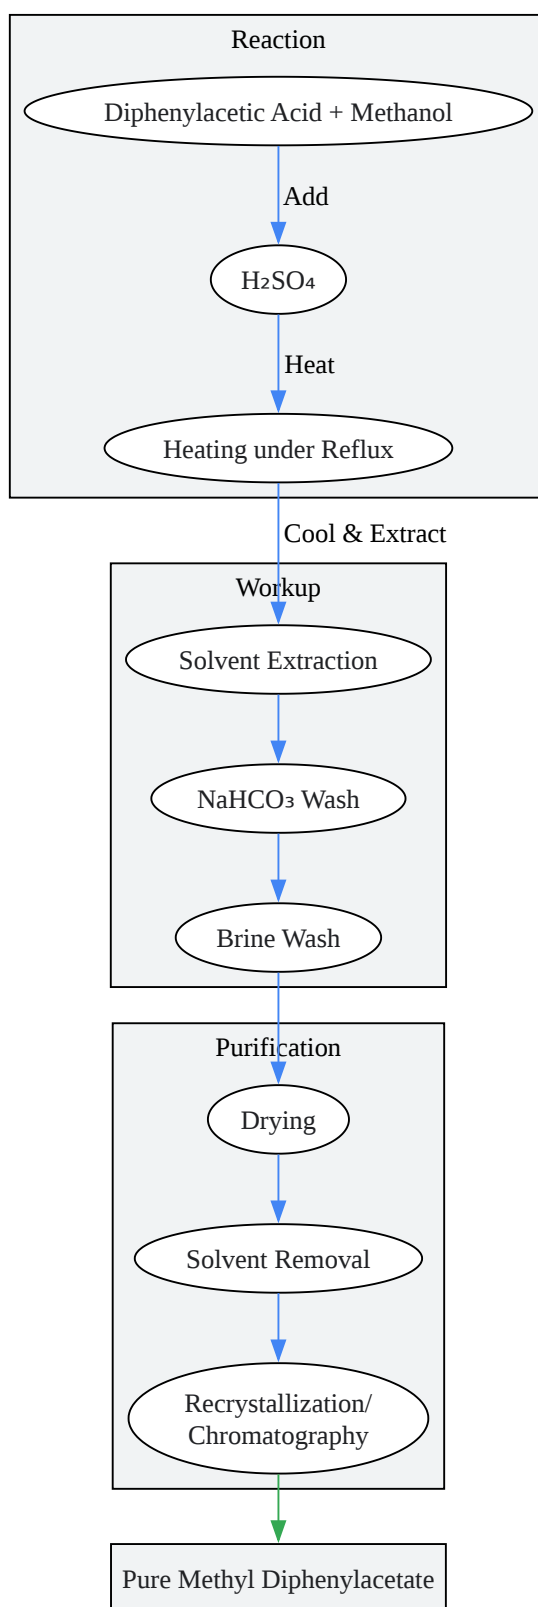 Reaction
Diphenylacetic Acid + Methanol
Add
H₂SO₄
Heat
Heating under Reflux
Cool & Extract
Workup
Solvent Extraction
NaHCO₃ Wash
Brine Wash
Purification
Drying
Solvent Removal
Recrystallization/
Chromatography
Pure Methyl Diphenylacetate